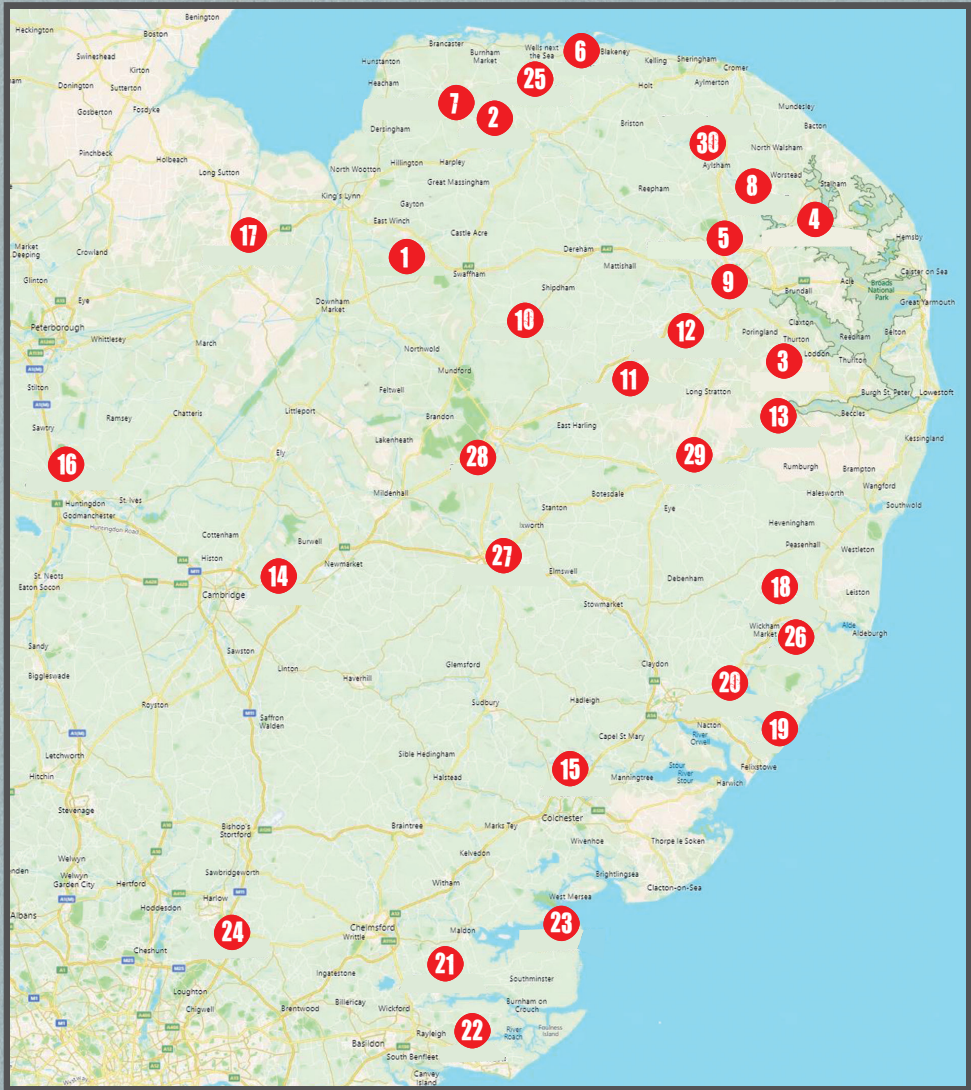 Benington
Heckington
Boston
Swineshead
Kirton
Donington
Sutterton
Gosberton
Fosdyke
Pinchbeck
Holbeach
Long Sutton
Market
Deeping
Crowland
Glinton
Eye
Peterborough
Whittlesey
March
Stilton
Sawtry
Ramsey
Chatteris
Littleport
Ely
Huntingdon
Godmanchester
St. Ives
Huntingdon Road
Cottenham
Histon
Burwell
Newmarket
Cambridge
St. Neots
Eaton Socon
Sandy
Biggleswade
Sawston
Linton
Haverhill
Royston
Saffron
Walden
Letchworth
Hitchin
Stevenage
Bishop's
Stortford
Welwyn
Welwyn
Garden City
Hertford
Sawbridgeworth
Harlow
Hoddesdon
Albans
Cheshunt
Loughton
Chigwell
Brentwood
Ingatestone
Billericay
Wickford
Basildon
Rayleigh
South Benfleet
Canvey
Island
Chelmsford
Writtle
Maldon
Witham
Kelvedon
Braintree
Marks Tey
Colchester
Wivenhoe
Brightlingsea
West Mersea
Thorpe le Soken
Clacton-on-Sea
Southminster
Burnham on
Crouch
River
Roach
Foulness
Island
Sible Hedingham
Halstead
Manningtree
Stour
River
Stour
Harwich
Felixstowe
Nacton
River
Orwell
Capel St Mary
Hadleigh
Sudbury
Glemsford
Claydon
Wickham
Market
Alde
Aldeburgh
Leiston
Debenham
Stowmarket
Elmswell
Ixworth
Stanton
Botesdale
Eye
Heveningham
Peasenhall
Westleton
Halesworth
Southwold
Wangford
Rumburgh
Brampton
Kessingland
Beccles
Lowestoft
Burgh St. Peter
Long Stratton
East Harling
Mildenhall
Lakenheath
Brandon
Feltwell
Mundford
Northwold
Downham
Market
Shipdham
Swaffham
Dereham
Mattishall
Castle Acre
East Winch
Gayton
King's Lynn
North Wootton
Hillington
Harpley
Great Massingham
Dersingham
Heacham
Hunstanton
Brancaster
Burnham
Market
Wells next
the Sea
Blakeney
Kelling
Sheringham
Cromer
Holt
Aylmerton
Mundesley
Bacton
Briston
North Walsham
Aylsham
Worstead
Stalham
Reepham
Hemsby
Caister on Sea
Acle
Broads
National
Park
Great Yarmouth
Brundall
Belton
Claxton
Poringland
Thurton
Reedham
Loddon
Thurlton
1
2
3
4
5
6
7
8
9
10
11
12
13
14
15
16
17
18
19
20
21
22
23
24
25
26
27
28
29
30